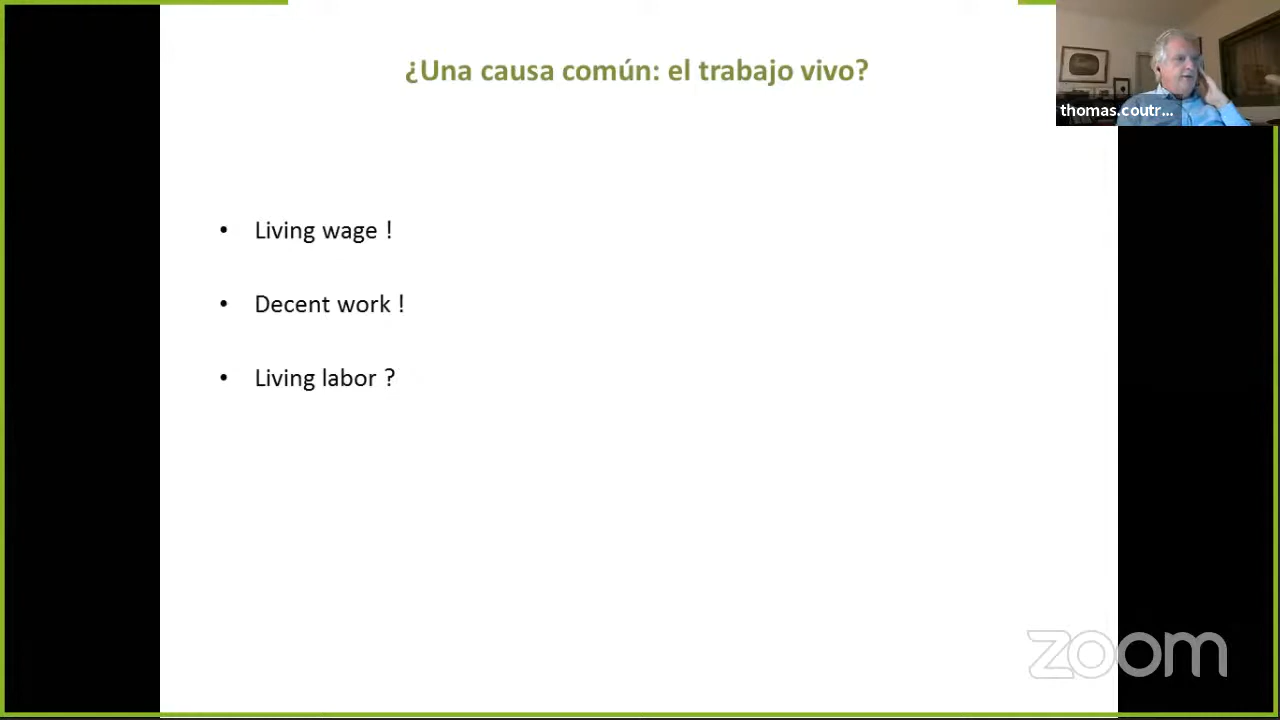 ¿Una causa común: el trabajo vivo?
thomas.coutr...
• Living wage !
• Decent work !
• Living labor ?
zoom